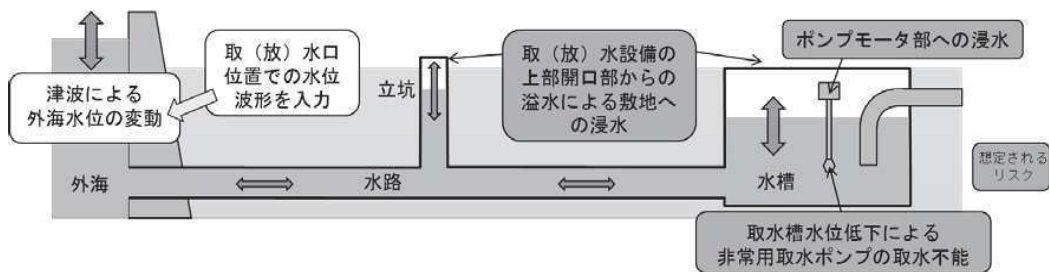 津波による
外海水位の変動
取（放）水口
位置での水位
波形を入力
立坑
取（放）水設備の
上部開口部からの
溢水による敷地へ
の浸水
ポンプモータ部への浸水
外海
水路
水槽
想定される
リスク
取水槽水位低下による
非常用取水ポンプの取水不能